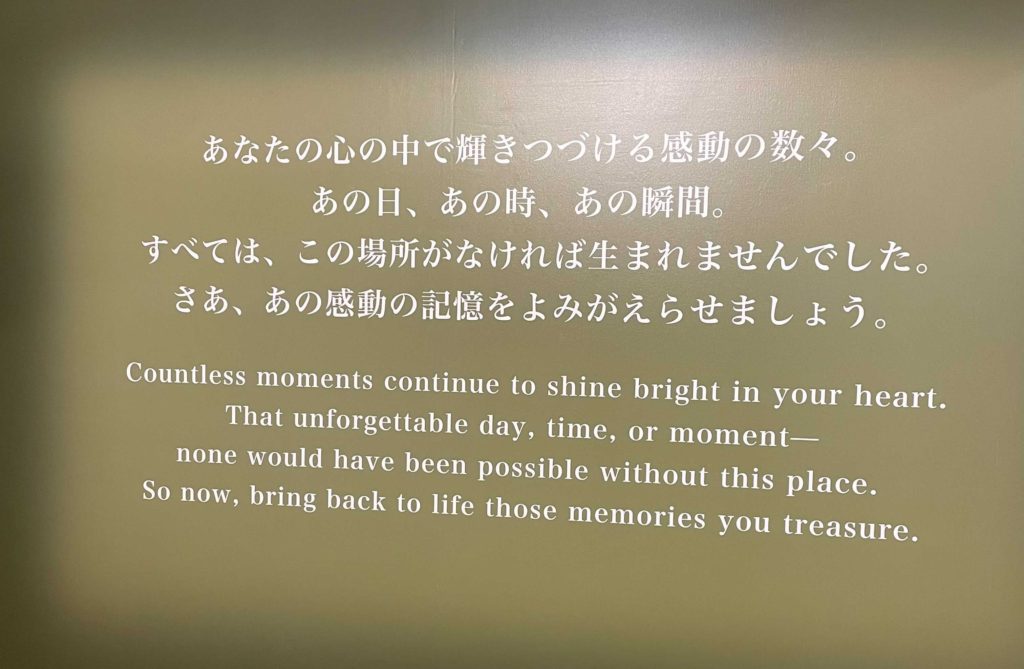 あなたの心の中で輝きつづける感動の数々。
あの日、あの時、あの瞬間。
すべては、この場所がなければ生まれませんでした。
さあ、あの感動の記憶をよみがえらせましょう。
Countless moments continue to shine bright in your heart.
That unforgettable day, time, or moment—
none would have been possible without this place.
So now, bring back to life those memories you treasure.